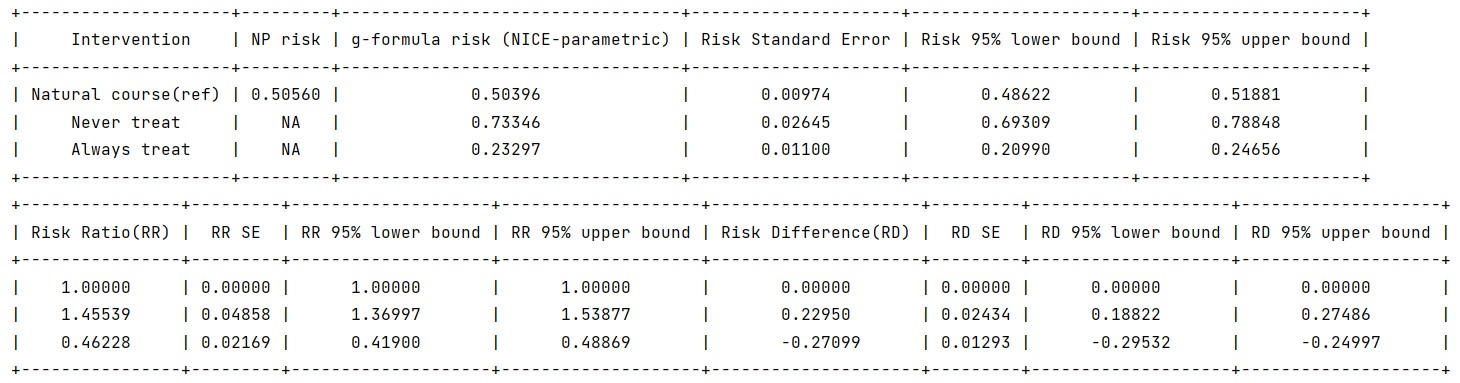 +---------------------+---------+----------------------------------+---------------------+----------------------+----------------------+
|     Intervention    | NP risk | g-formula risk (NICE-parametric) | Risk Standard Error | Risk 95% lower bound | Risk 95% upper bound |
+---------------------+---------+----------------------------------+---------------------+----------------------+----------------------+
| Natural course(ref) | 0.50560 |             0.50396              |       0.00974       |       0.48622        |       0.51881        |
|     Never treat     |    NA   |             0.73346              |       0.02645       |       0.69309        |       0.78848        |
|     Always treat    |    NA   |             0.23297              |       0.01100       |       0.20990        |       0.24656        |
+---------------------+---------+----------------------------------+---------------------+----------------------+----------------------+
+----------------+---------+--------------------+--------------------+---------------------+---------+--------------------+--------------------+
| Risk Ratio(RR) |  RR SE  | RR 95% lower bound | RR 95% upper bound | Risk Difference(RD) |  RD SE  | RD 95% lower bound | RD 95% upper bound |
+----------------+---------+--------------------+--------------------+---------------------+---------+--------------------+--------------------+
|    1.00000     | 0.00000 |      1.00000       |      1.00000       |       0.00000       | 0.00000 |      0.00000       |      0.00000       |
|    1.45539     | 0.04858 |      1.36997       |      1.53877       |       0.22950       | 0.02434 |      0.18822       |      0.27486       |
|    0.46228     | 0.02169 |      0.41900       |      0.48869       |       -0.27099      | 0.01293 |      -0.29532      |      -0.24997      |
+----------------+---------+--------------------+--------------------+---------------------+---------+--------------------+--------------------+